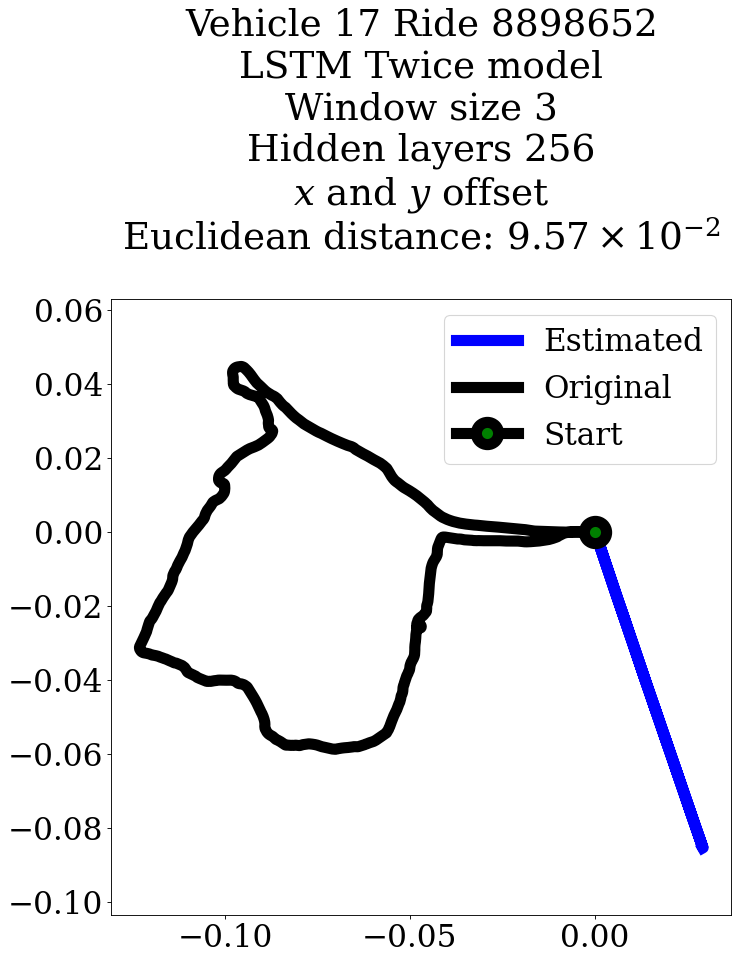 Vehicle 17 Ride 8898652
LSTM Twice model
Window size 3
Hidden layers 256
x and y offset
Euclidean distance: 9.57 × 10⁻²
Estimated
Original
Start
0.06
0.04
0.02
0.00
−0.02
−0.04
−0.06
−0.08
−0.10
−0.10 −0.05 0.00